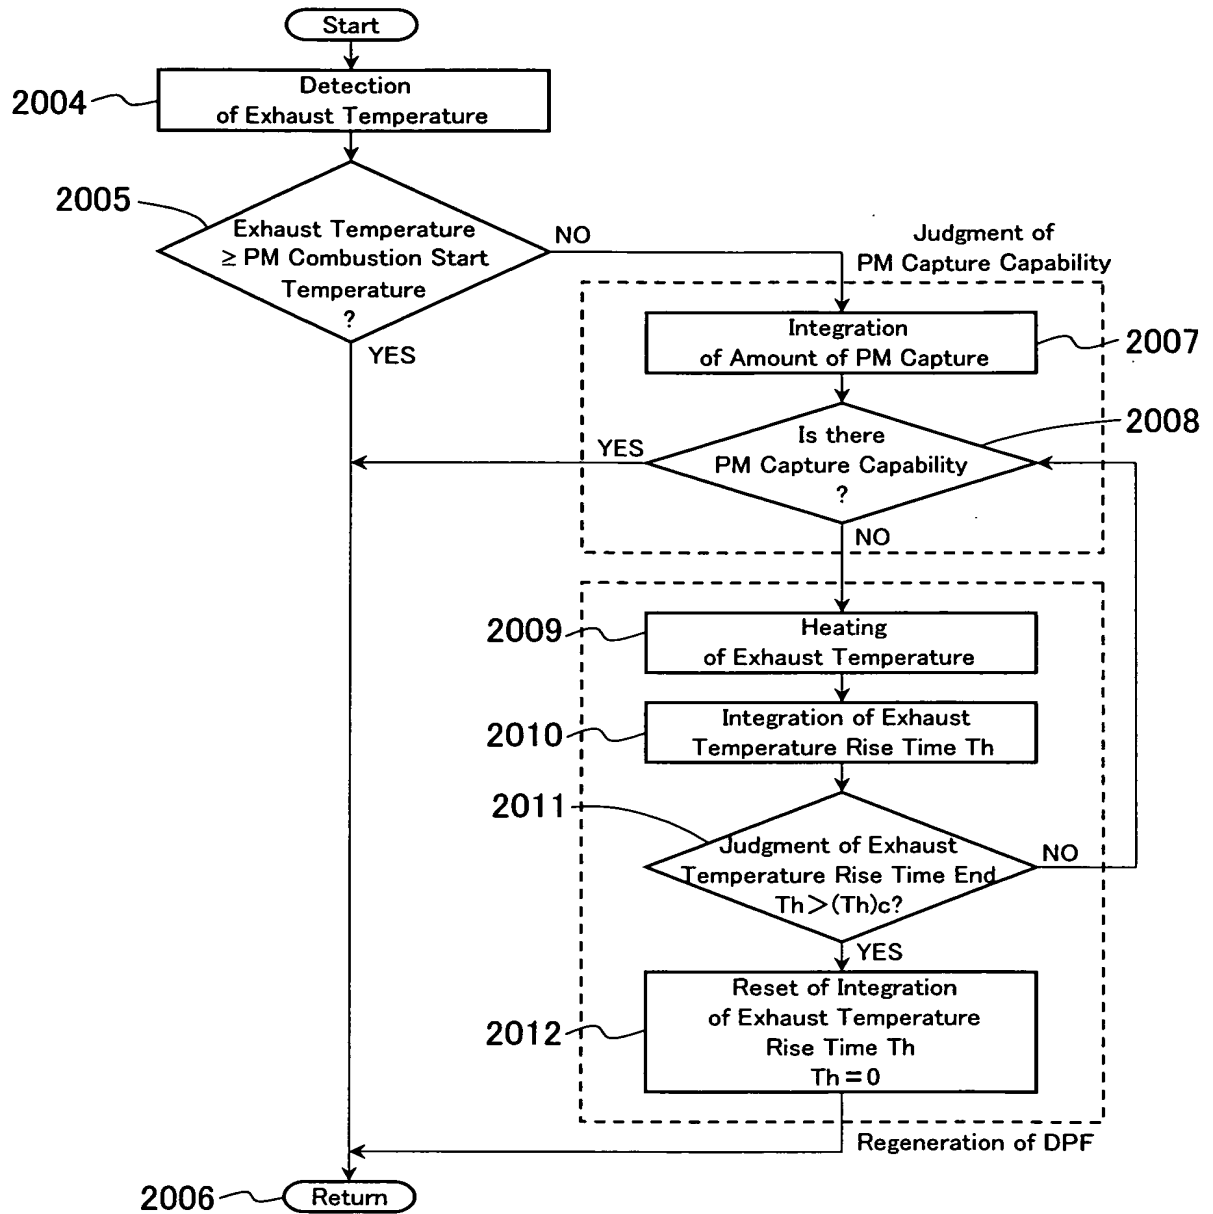 Start
2004
Detection
of Exhaust Temperature
2005
Exhaust Temperature
≥ PM Combustion Start
Temperature
?
NO
YES
Judgment of
PM Capture Capability
Integration
of Amount of PM Capture
2007
Is there
PM Capture Capability
?
2008
YES
NO
2009
Heating
of Exhaust Temperature
2010
Integration of Exhaust
Temperature Rise Time Th
2011
Judgment of Exhaust
Temperature Rise Time End
Th>(Th)c?
NO
YES
2012
Reset of Integration
of Exhaust Temperature
Rise Time Th
Th=0
Regeneration of DPF
2006
Return